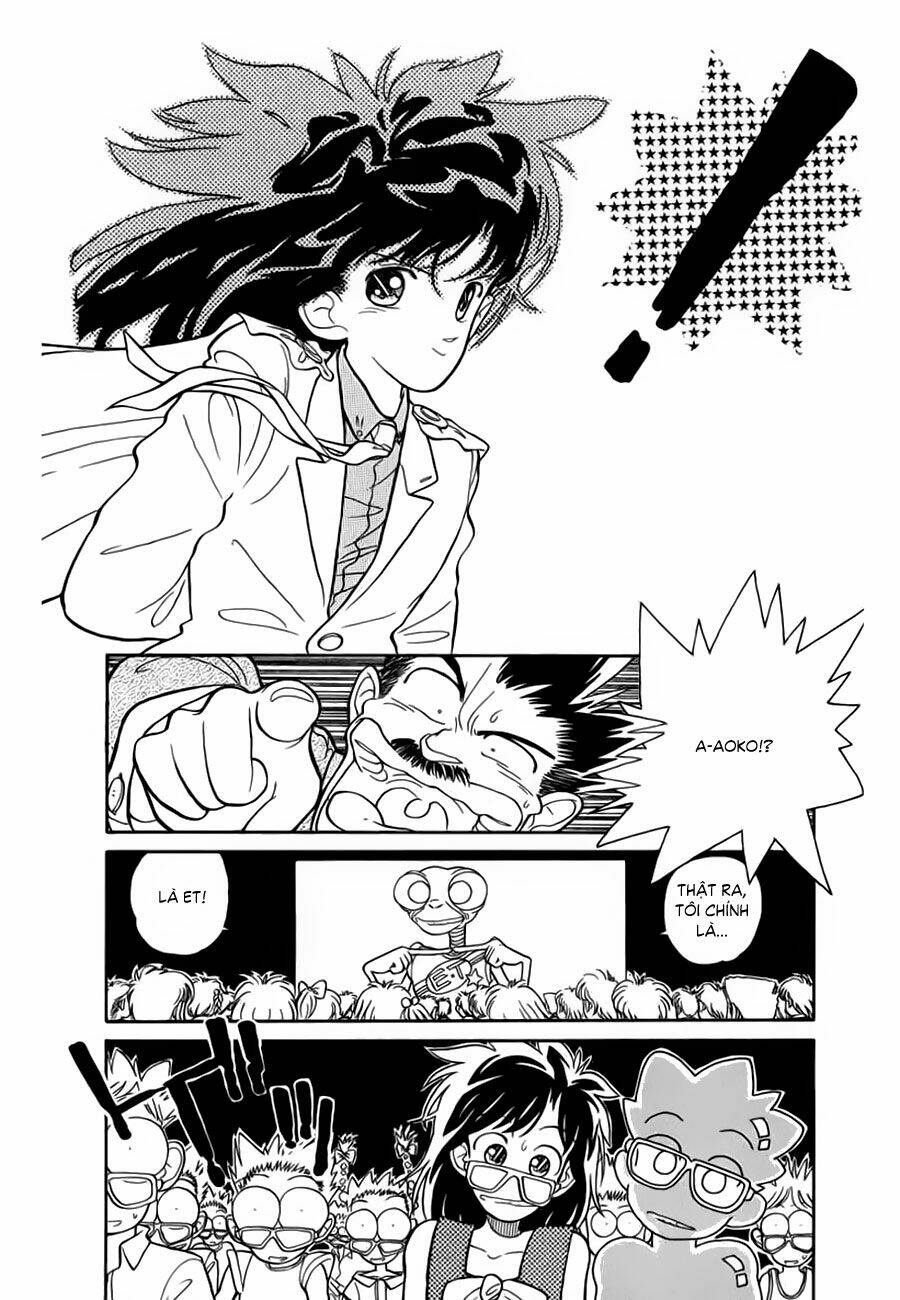 !
A-AOKO!?
THẬT RA,
TÔI CHÍNH
LÀ...
LÀ ET!
E.T.